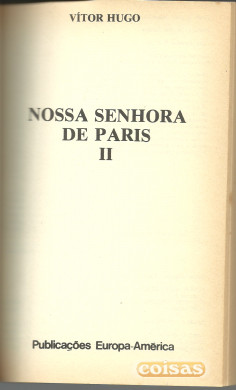 VÍTOR HUGO
NOSSA SENHORA
DE PARIS
II
Publicações Europa-América
coisas